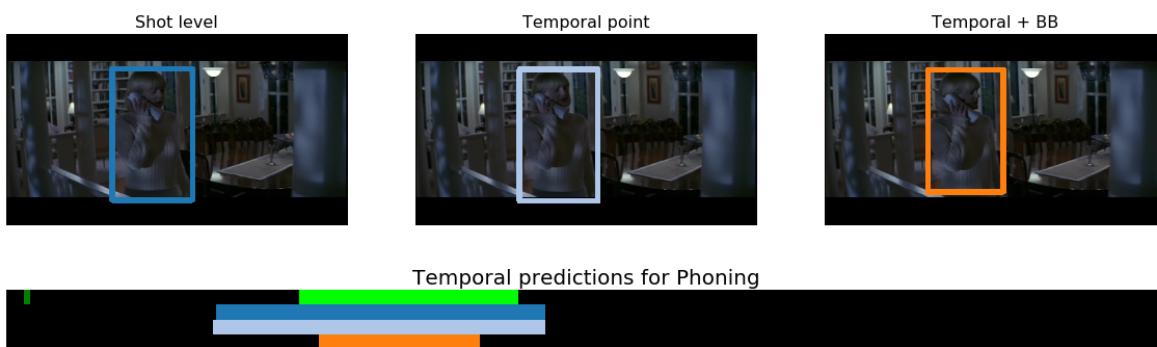 Shot level
Temporal point
Temporal + BB
Temporal predictions for Phoning